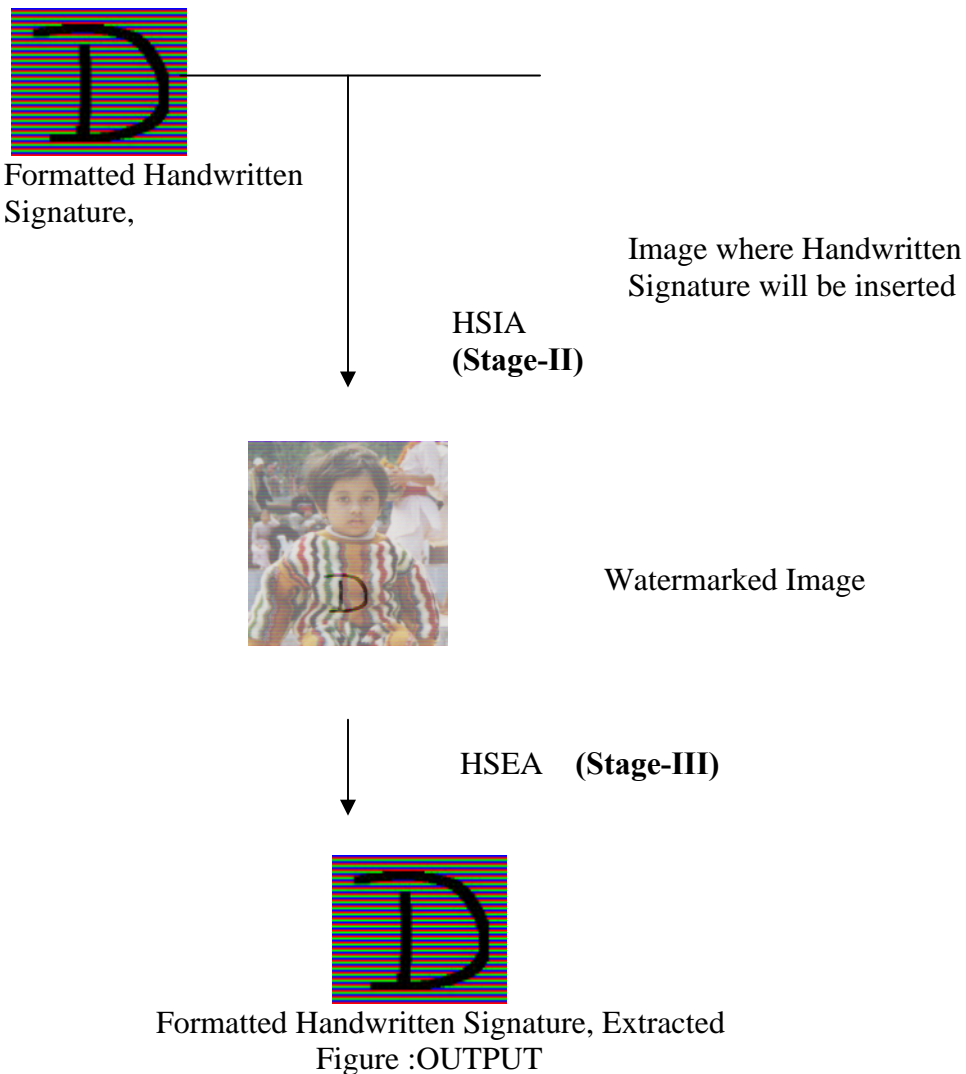 D
Formatted Handwritten
Signature,
Image where Handwritten
Signature will be inserted
HSIA
(Stage-II)
D
Watermarked Image
HSEA (Stage-III)
D
Formatted Handwritten Signature, Extracted
Figure :OUTPUT